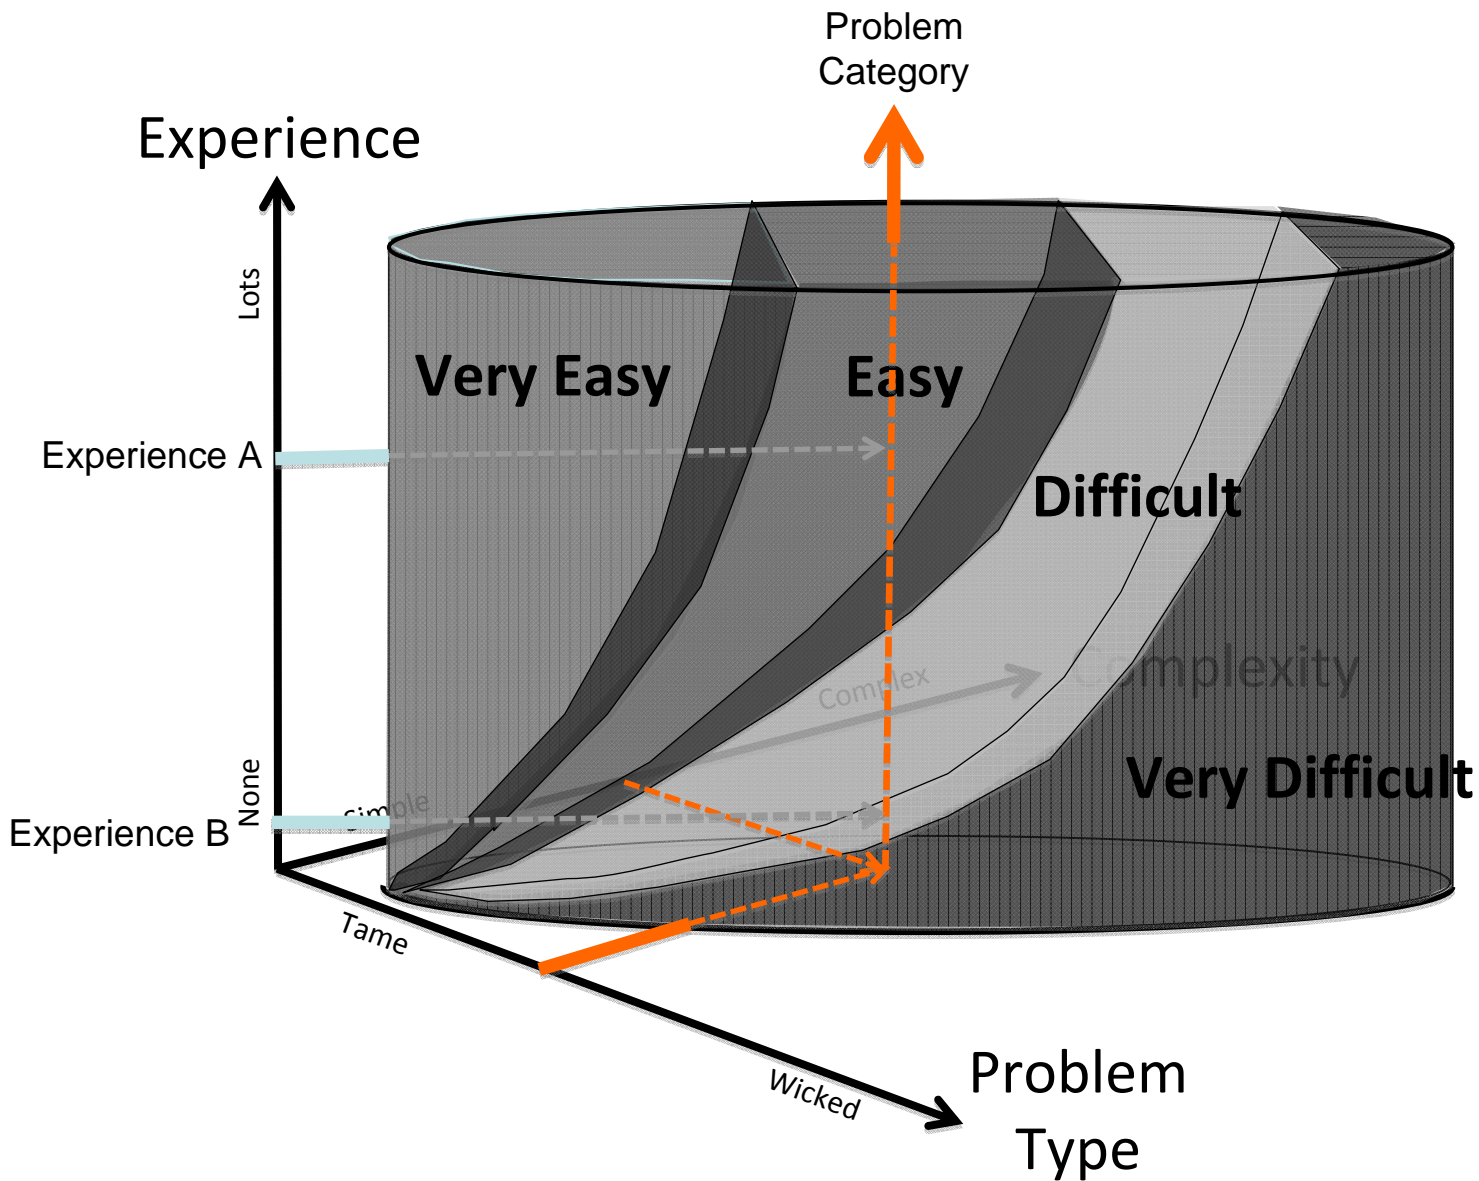 Problem
Category
Experience
Lots
Very Easy
Easy
Experience A
Difficult
Complexity
Complex
Very Difficult
None
Simple
Experience B
Tame
Wicked
Problem
Type